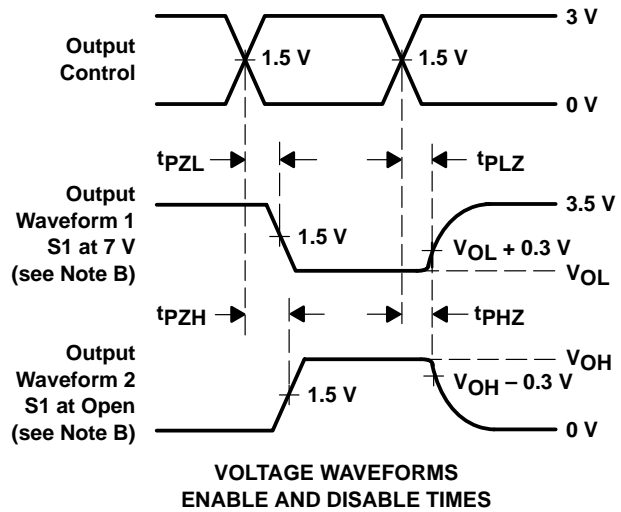 3 V
Output
Control
1.5 V
1.5 V
0 V
tPZL
tPLZ
Output
Waveform 1
S1 at 7 V
(see Note B)
3.5 V
1.5 V
VOL + 0.3 V
VOL
tPZH
tPHZ
Output
Waveform 2
S1 at Open
(see Note B)
VOH
VOH – 0.3 V
1.5 V
0 V
VOLTAGE WAVEFORMS
ENABLE AND DISABLE TIMES